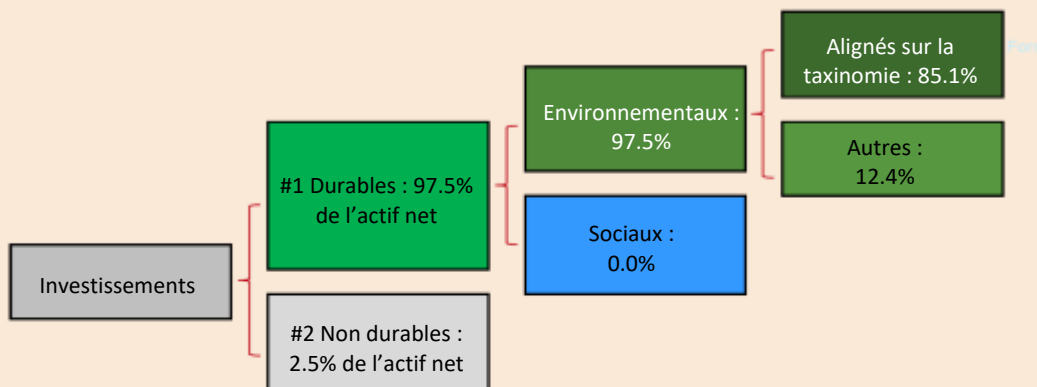 Alignés sur la
taxinomie : 85.1%
Environnementaux :
97.5%
Autres :
12.4%
#1 Durables : 97.5%
de l’actif net
Sociaux :
0.0%
Investissements
#2 Non durables :
2.5% de l’actif net